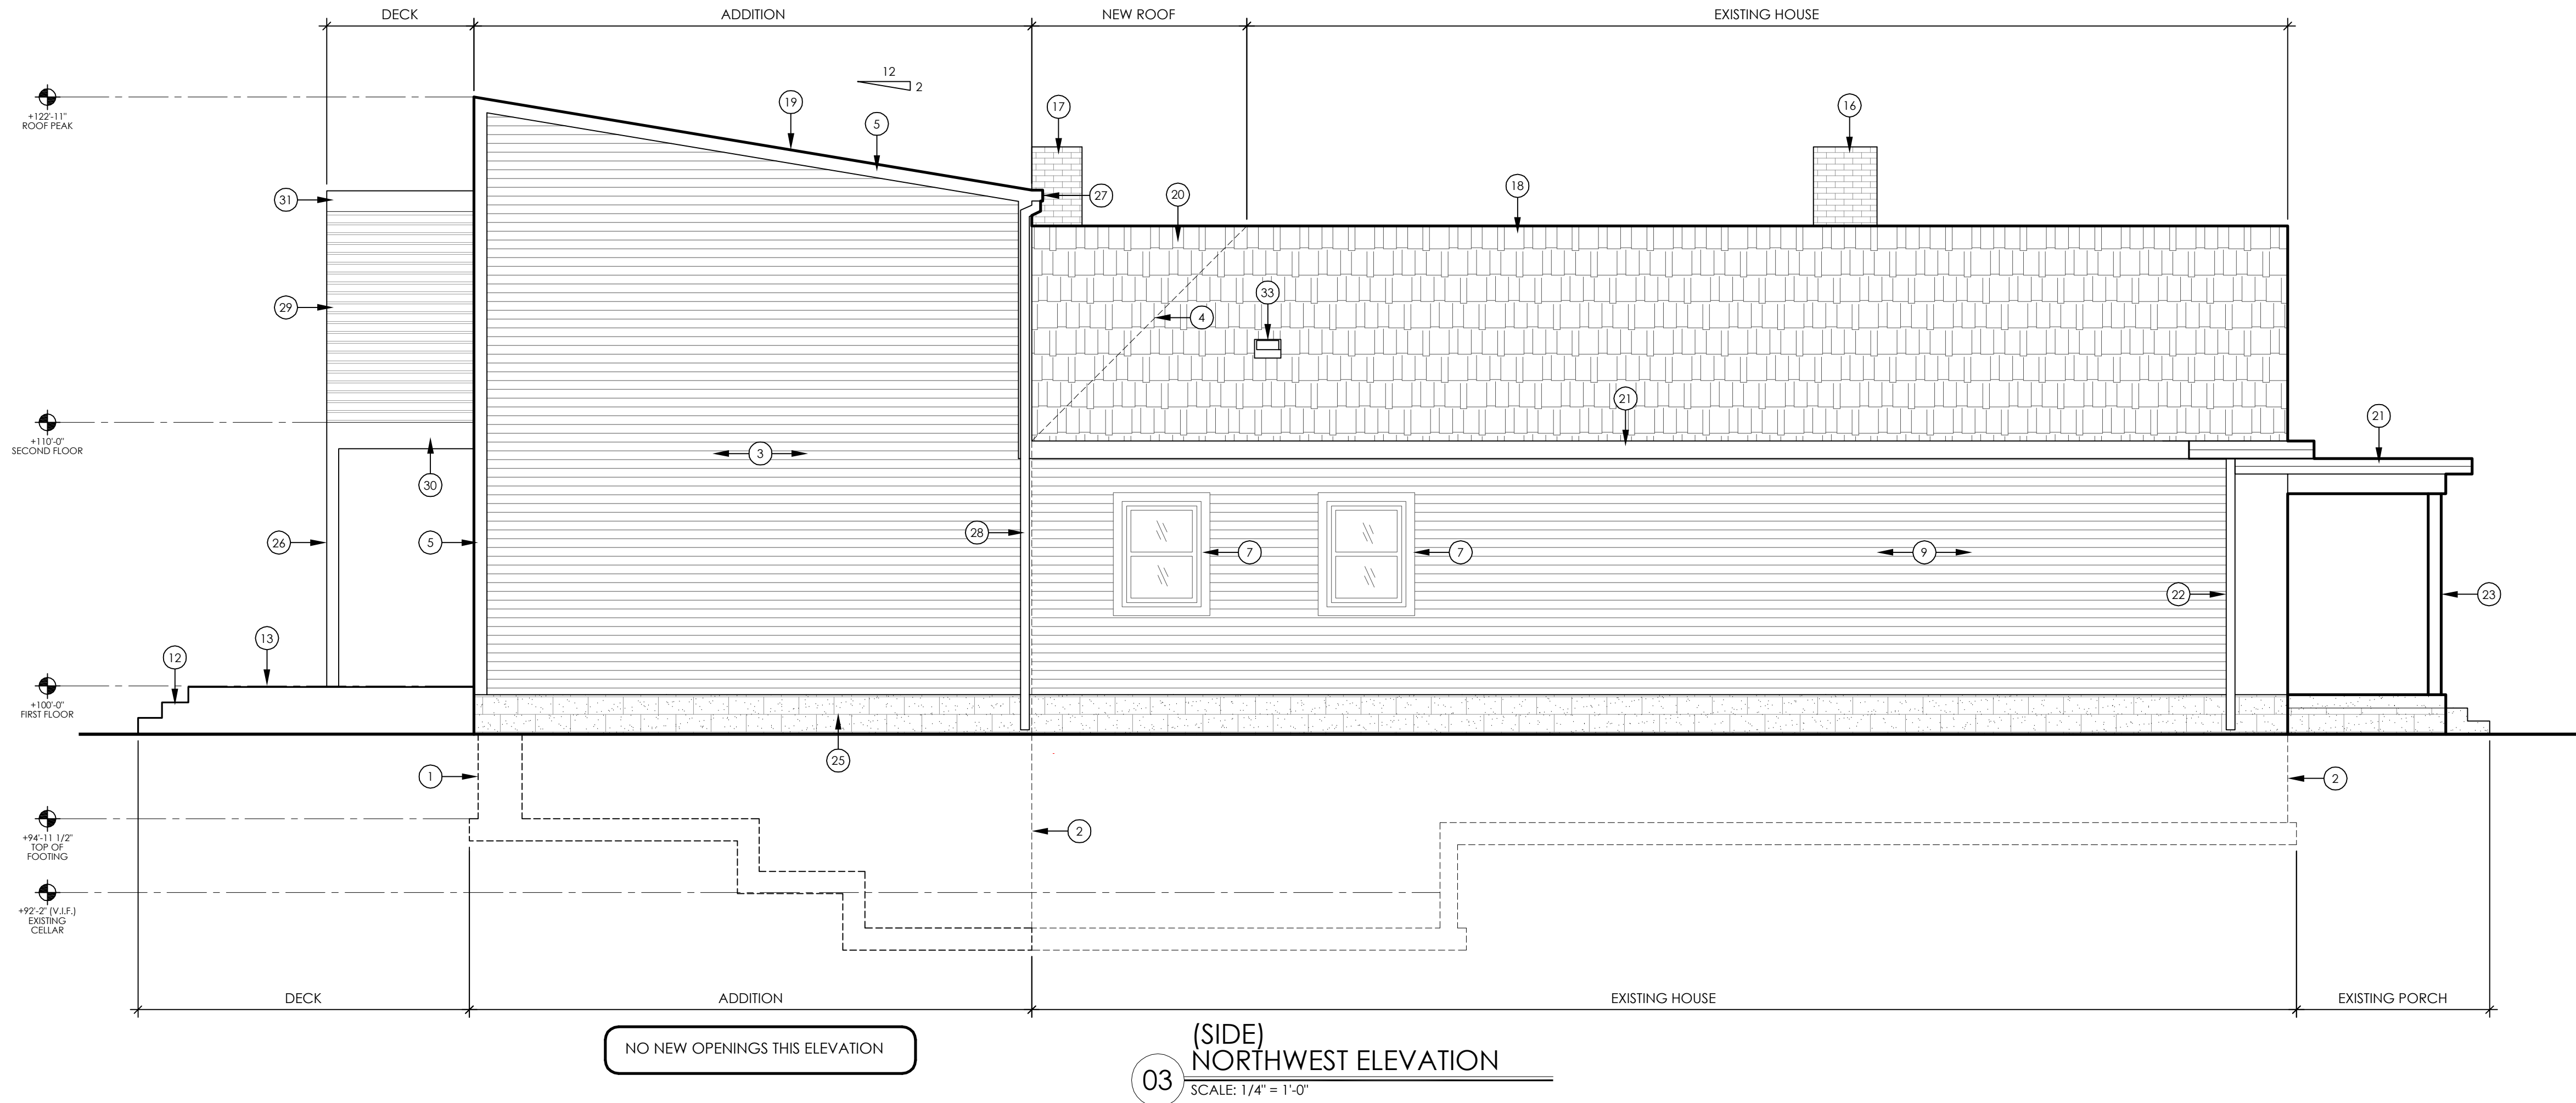 DECK
ADDITION
NEW ROOF
EXISTING HOUSE
12
2
+122'-11"
ROOF PEAK
19
5
17
16
31
27
20
18
29
33
4
21
21
+110'-0"
SECOND FLOOR
3
30
28
26
5
7
7
9
22
23
12
13
+100'-0"
FIRST FLOOR
25
1
2
2
+94'-11 1/2"
TOP OF
FOOTING
+92'-2" (V.I.F.)
EXISTING
CELLAR
DECK
ADDITION
EXISTING HOUSE
EXISTING PORCH
NO NEW OPENINGS THIS ELEVATION
(SIDE)
NORTHWEST ELEVATION
03
SCALE: 1/4" = 1'-0"